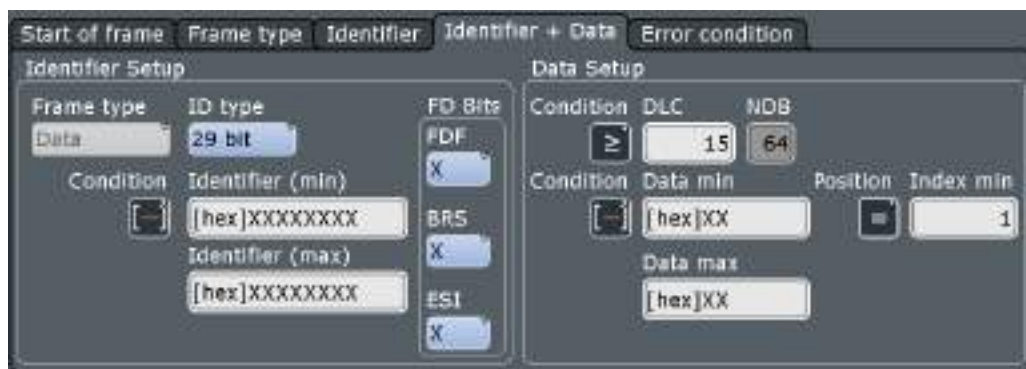 Start of frame Frame type Identifier Identifier + Data Error condition
Identifier Setup
Frame type ID type FD Bits
Data 29 bit FDF
X
Condition Identifier (min)
[hex]XXXXXXXX BRS
Identifier (max) X
[hex]XXXXXXXX ESI
X
Data Setup
Condition DLC NDB
≥ 15 64
Condition Data min Position Index min
[hex]XX = 1
Data max
[hex]XX